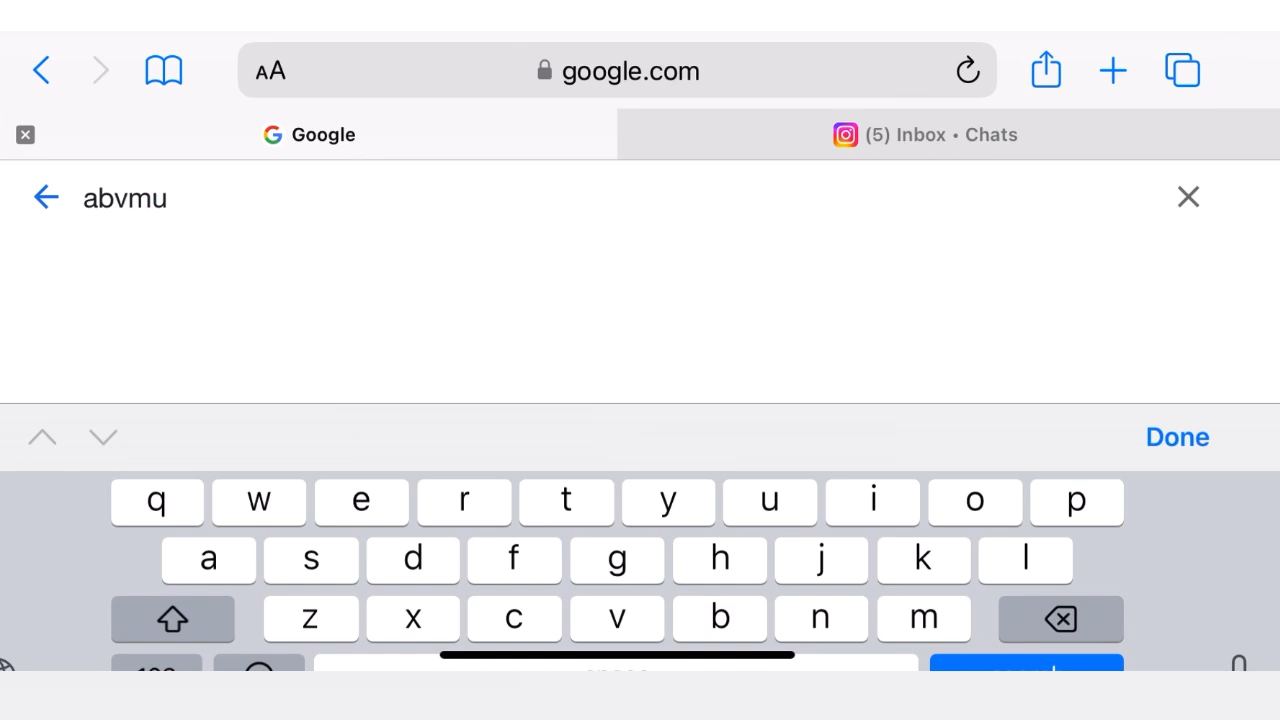 AA google.com
Google
(5) Inbox • Chats
abvmu
Done
q w e r t y u i o p
a s d f g h j k l
z x c v b n m